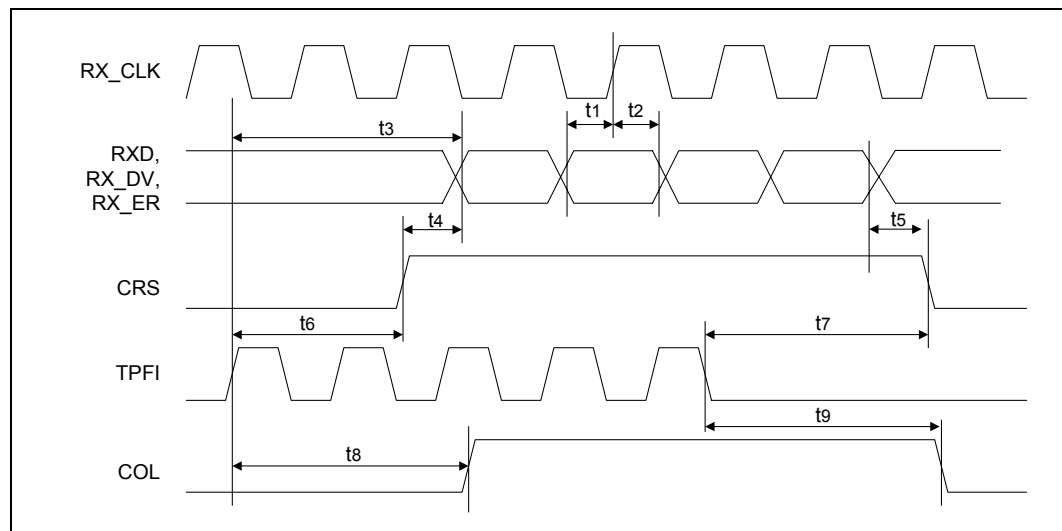 RX_CLK
t1
t2
t3
RXD,
RX_DV,
RX_ER
t4
t5
CRS
t6
t7
TPFI
t9
t8
COL